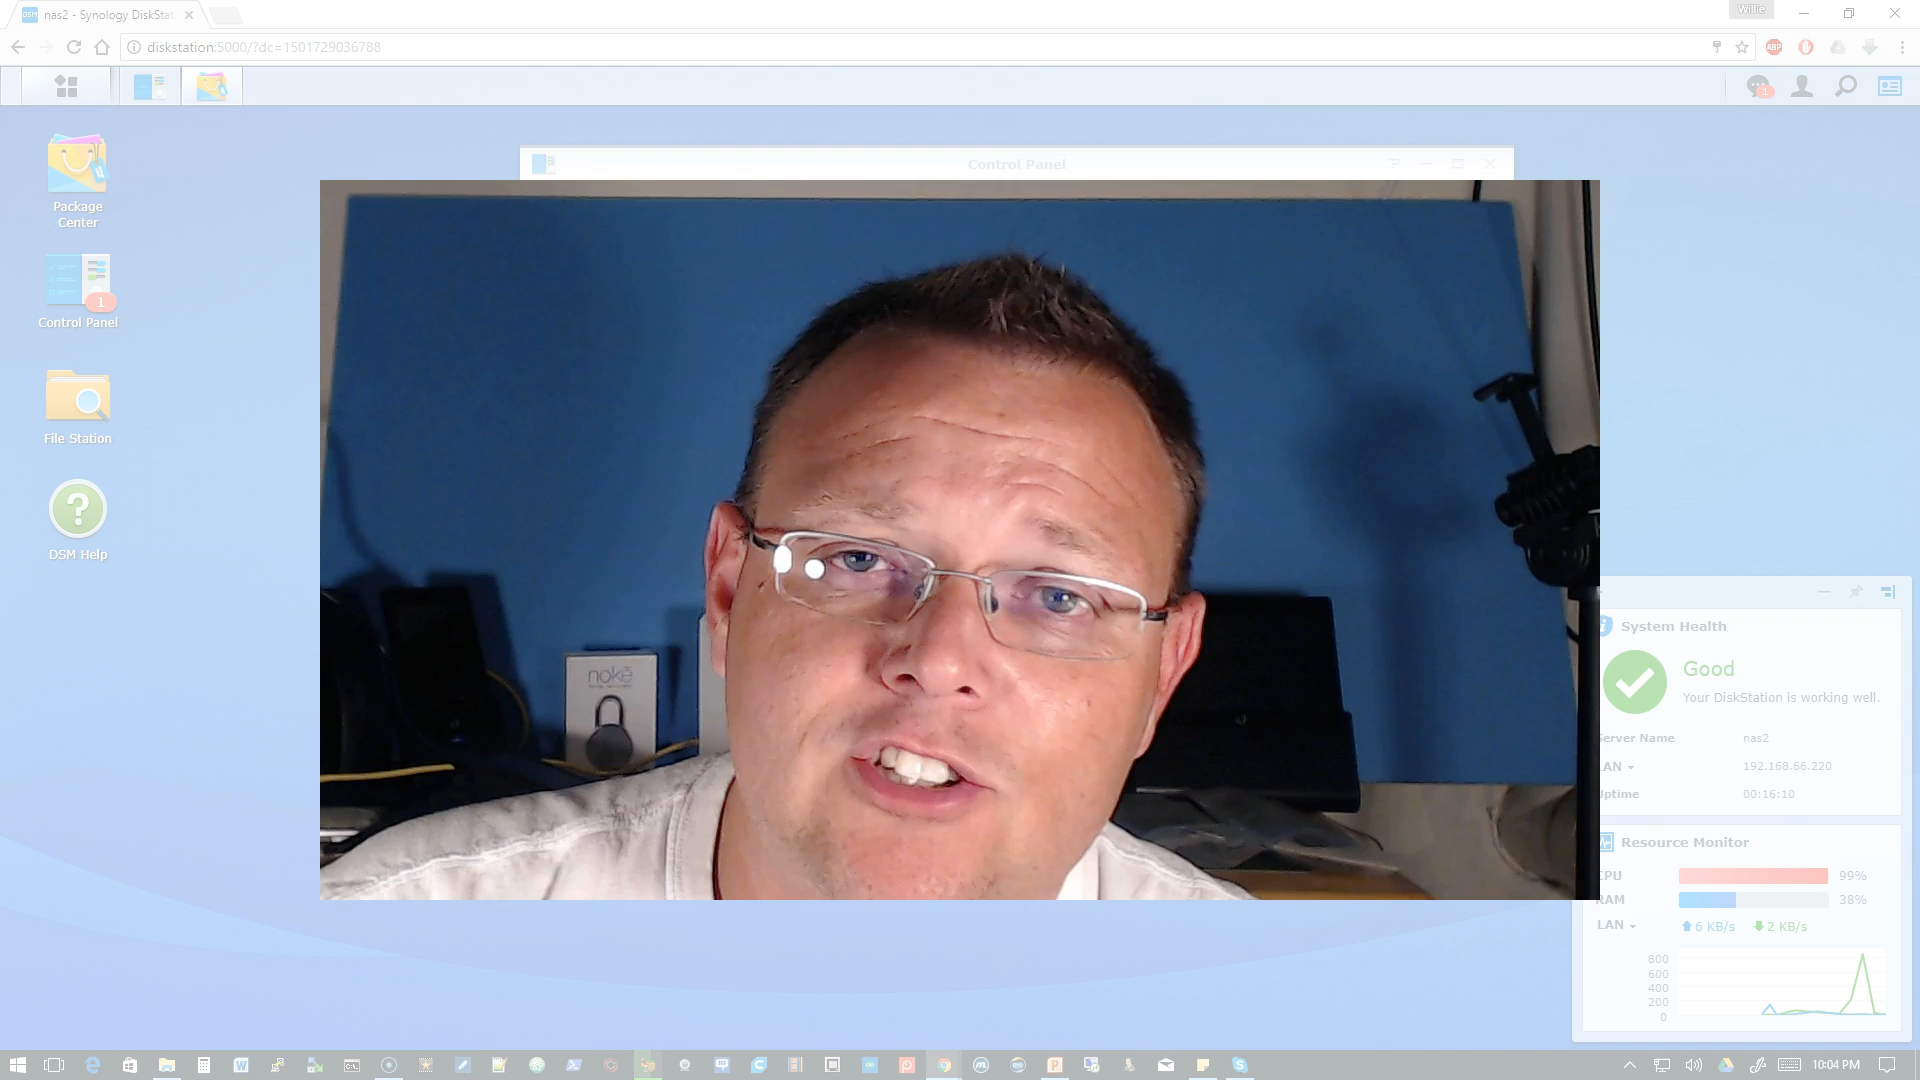 nas2 - Synology DiskStat
Willie
diskstation:5000/?dc=1501729036788
ABP
1
Package
Center
Control Panel
1
Control Panel
File Station
DSM Help
noke
System Health
Good
Your DiskStation is working well.
Server Name nas2
LAN 192.168.66.220
Uptime 00:16:10
Resource Monitor
CPU 99%
RAM 38%
LAN 6 KB/s 2 KB/s
800
600
400
200
0
10:04 PM